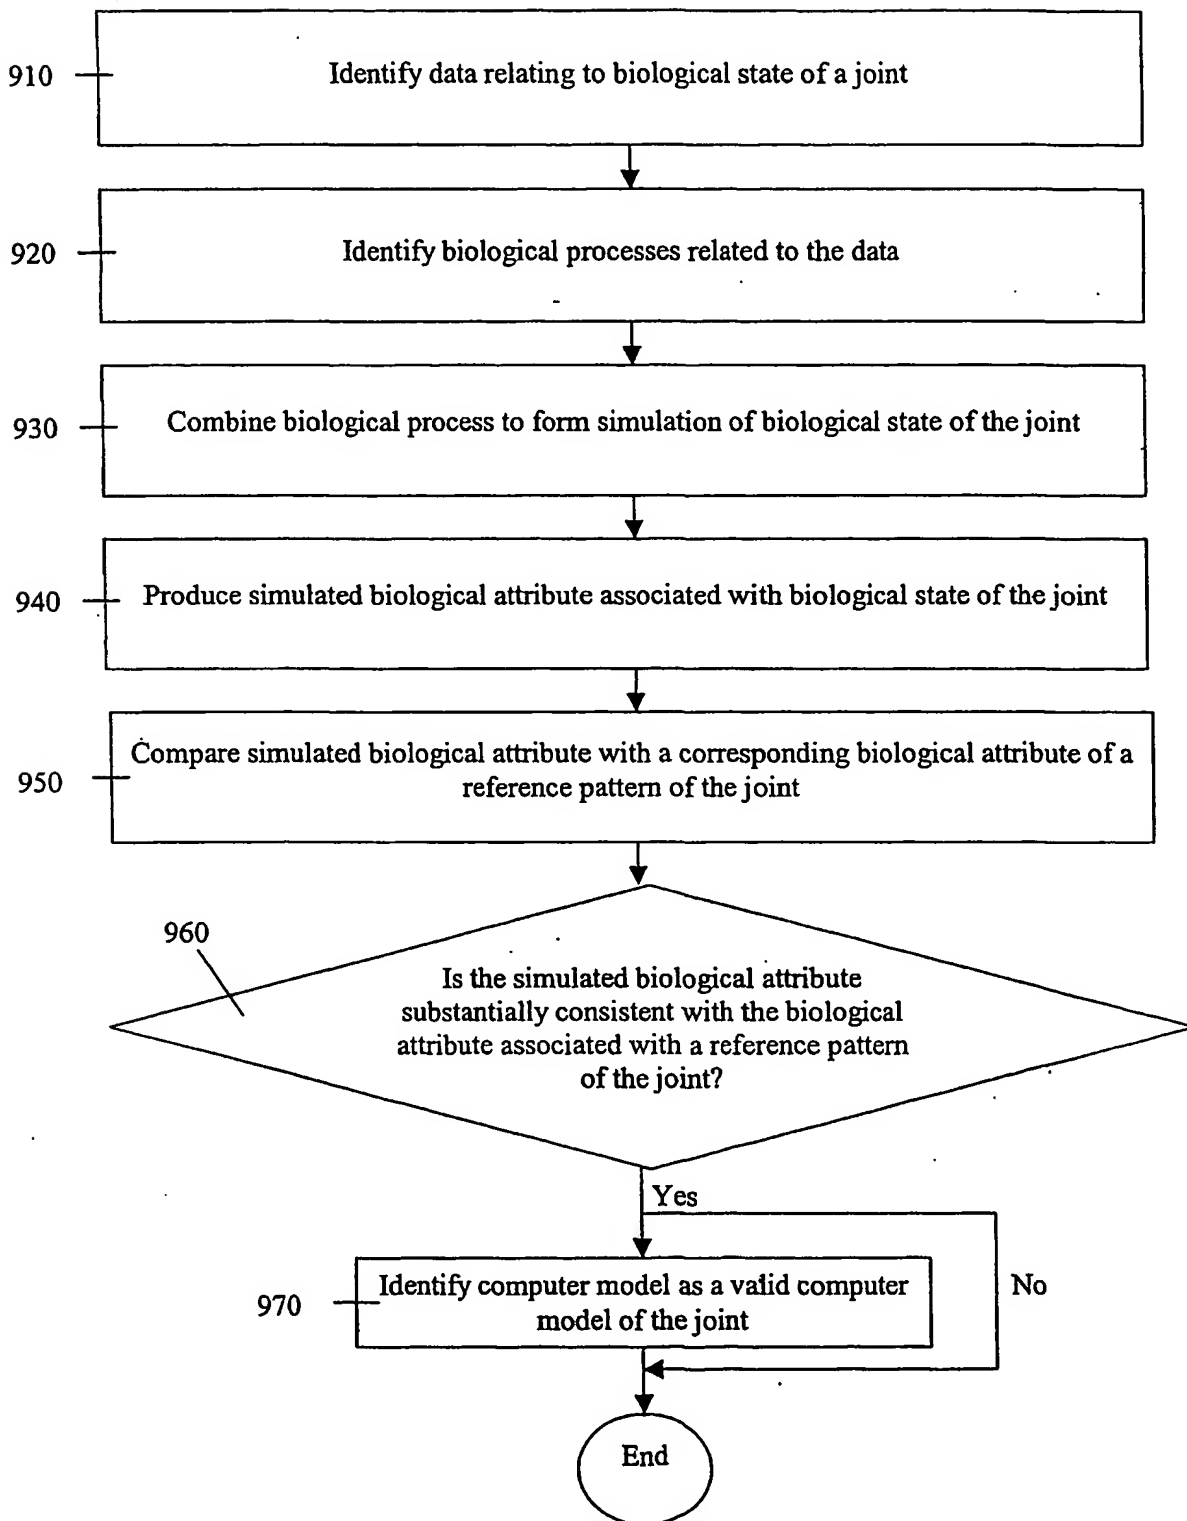 910
Identify data relating to biological state of a joint
920
Identify biological processes related to the data
930
Combine biological process to form simulation of biological state of the joint
940
Produce simulated biological attribute associated with biological state of the joint
950
Compare simulated biological attribute with a corresponding biological attribute of a
reference pattern of the joint
960
Is the simulated biological attribute
substantially consistent with the biological
attribute associated with a reference pattern
of the joint?
Yes
No
970
Identify computer model as a valid computer
model of the joint
End